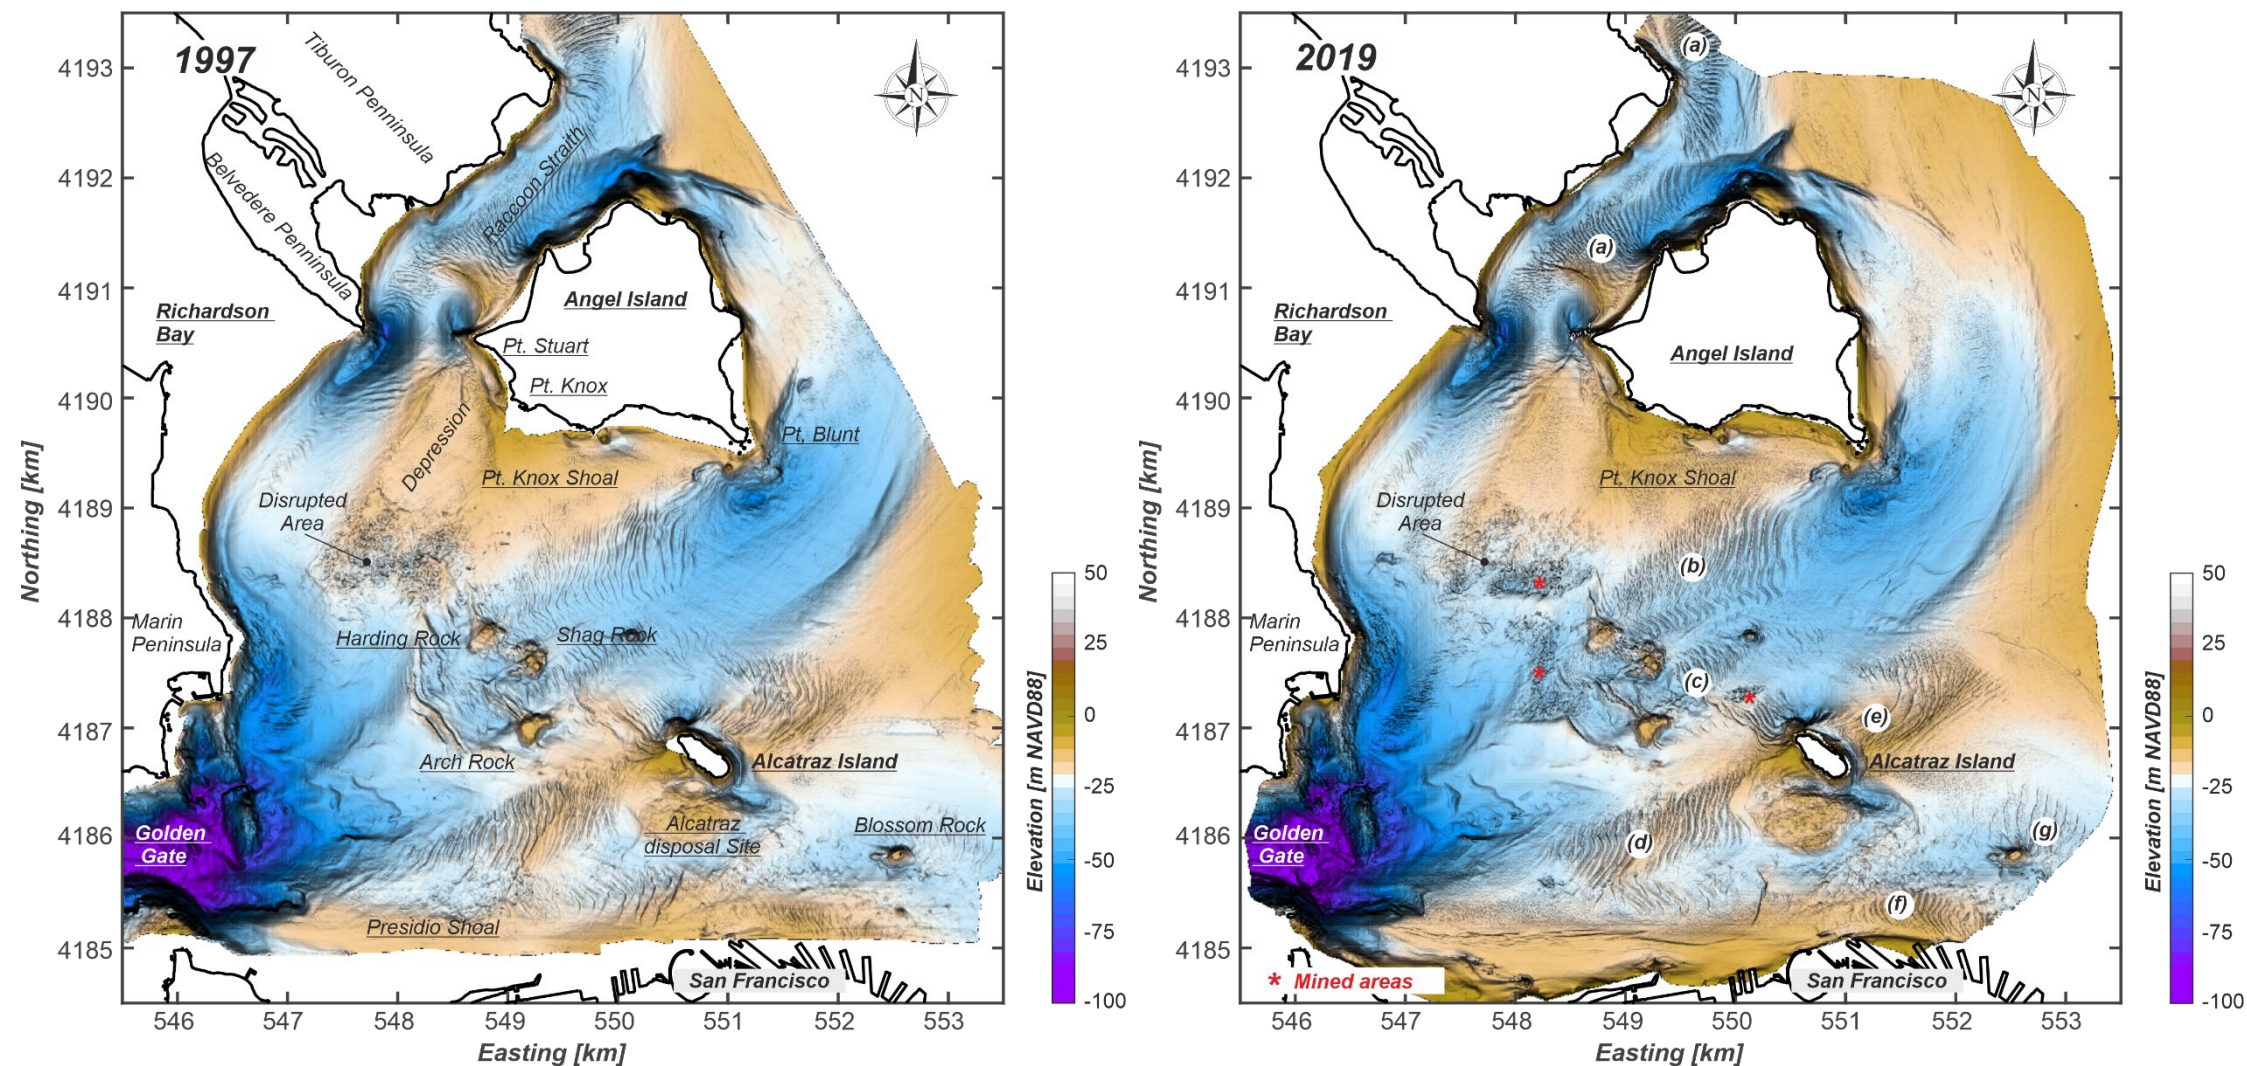 1997
Tiburon Penninsula
Belvedere Penninsula
Raccoon Straith
N
Richardson
Bay
Angel Island
Pt. Stuart
Pt. Knox
Depression
Pt, Blunt
Pt. Knox Shoal
Disrupted
Area
Marin
Peninsula
Harding Rock
Shag Rock
Arch Rock
Alcatraz Island
Golden
Gate
Alcatraz
disposal Site
Blossom Rock
Presidio Shoal
San Francisco
4193
4192
4191
4190
4189
4188
4187
4186
4185
Northing [km]
546
547
548
549
550
551
552
553
Easting [km]
50
25
0
-25
-50
-75
-100
Elevation [m NAVD88]
2019
(a)
N
(a)
Richardson
Bay
Angel Island
Pt. Knox Shoal
Disrupted
Area
*
(b)
Marin
Peninsula
*
(c)
*
(e)
Alcatraz Island
Golden
Gate
(d)
(g)
(f)
* Mined areas
San Francisco
4193
4192
4191
4190
4189
4188
4187
4186
4185
Northing [km]
546
547
548
549
550
551
552
553
Easting [km]
50
25
0
-25
-50
-75
-100
Elevation [m NAVD88]